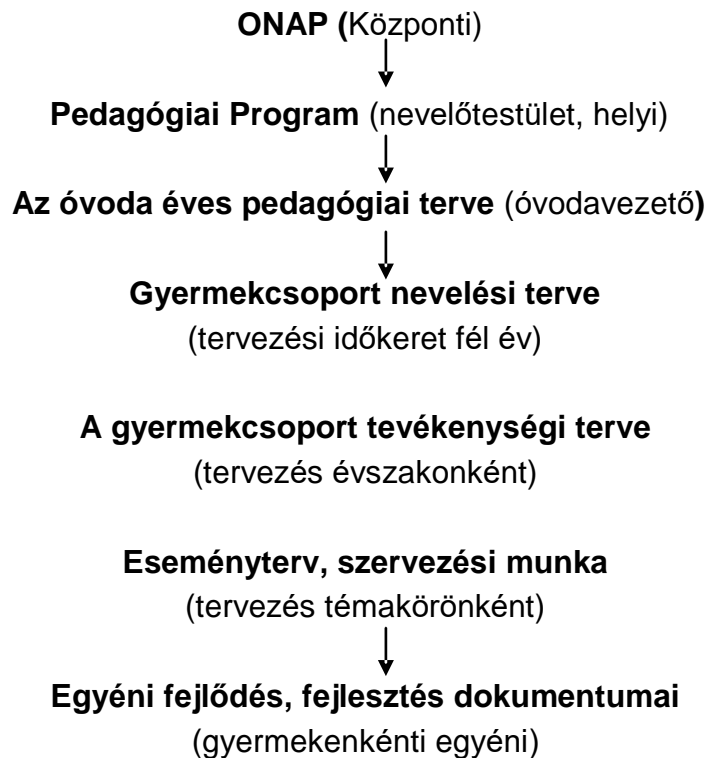 ONAP (Központi)
Pedagógiai Program (nevelőtestület, helyi)
Az óvoda éves pedagógiai terve (óvodavezető)
Gyermekcsoport nevelési terve
(tervezési időkeret fél év)
A gyermekcsoport tevékenységi terve
(tervezés évszakonként)
Eseményterv, szervezési munka
(tervezés témakörönként)
Egyéni fejlődés, fejlesztés dokumentumai
(gyermekenkénti egyéni)